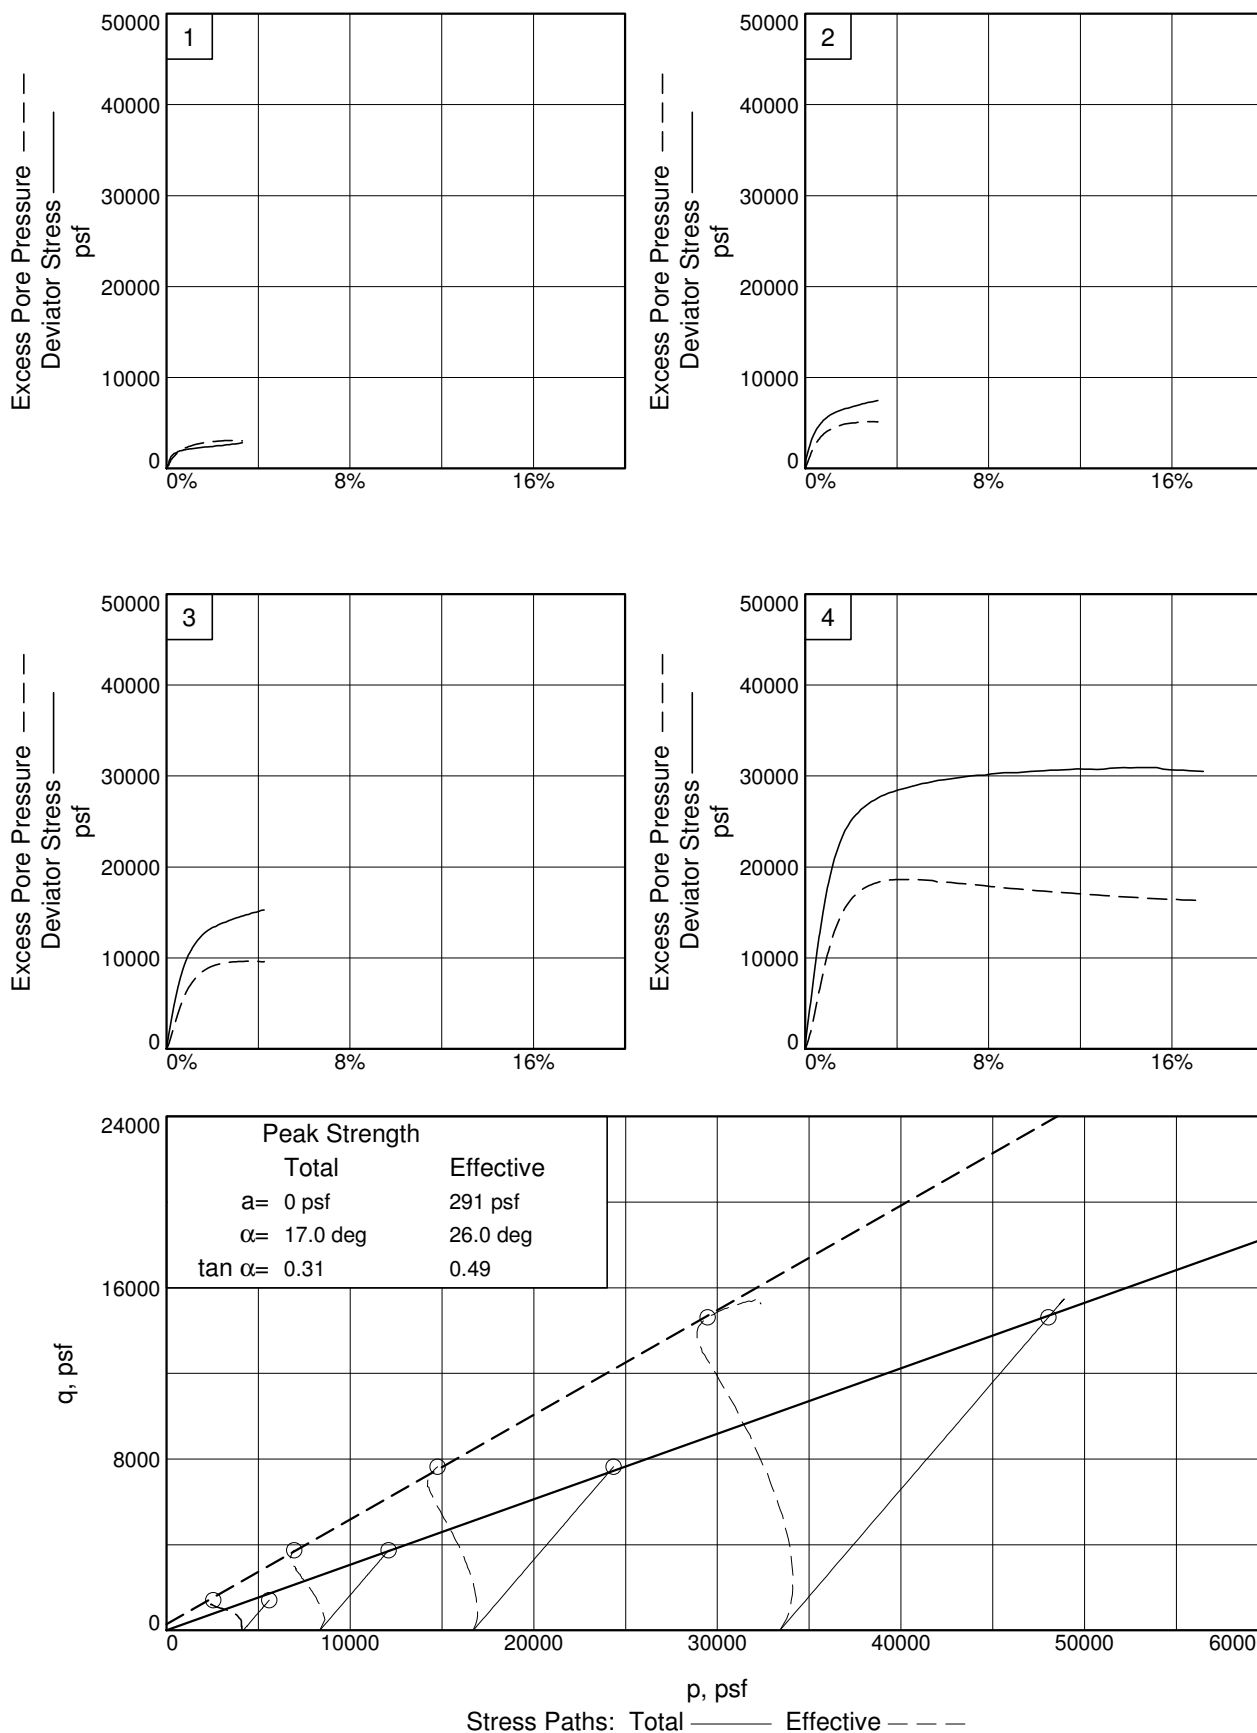 1
50000
40000
30000
20000
10000
0
0%
8%
16%
Excess Pore Pressure
Deviator Stress
psf
2
50000
40000
30000
20000
10000
0
0%
8%
16%
Excess Pore Pressure
Deviator Stress
psf
3
50000
40000
30000
20000
10000
0
0%
8%
16%
Excess Pore Pressure
Deviator Stress
psf
4
50000
40000
30000
20000
10000
0
0%
8%
16%
Excess Pore Pressure
Deviator Stress
psf
Peak Strength
Total Effective
a= 0 psf 291 psf
α= 17.0 deg 26.0 deg
tan α= 0.31 0.49
24000
16000
8000
0
q, psf
0 10000 20000 30000 40000 50000 6000
p, psf
Stress Paths: Total Effective